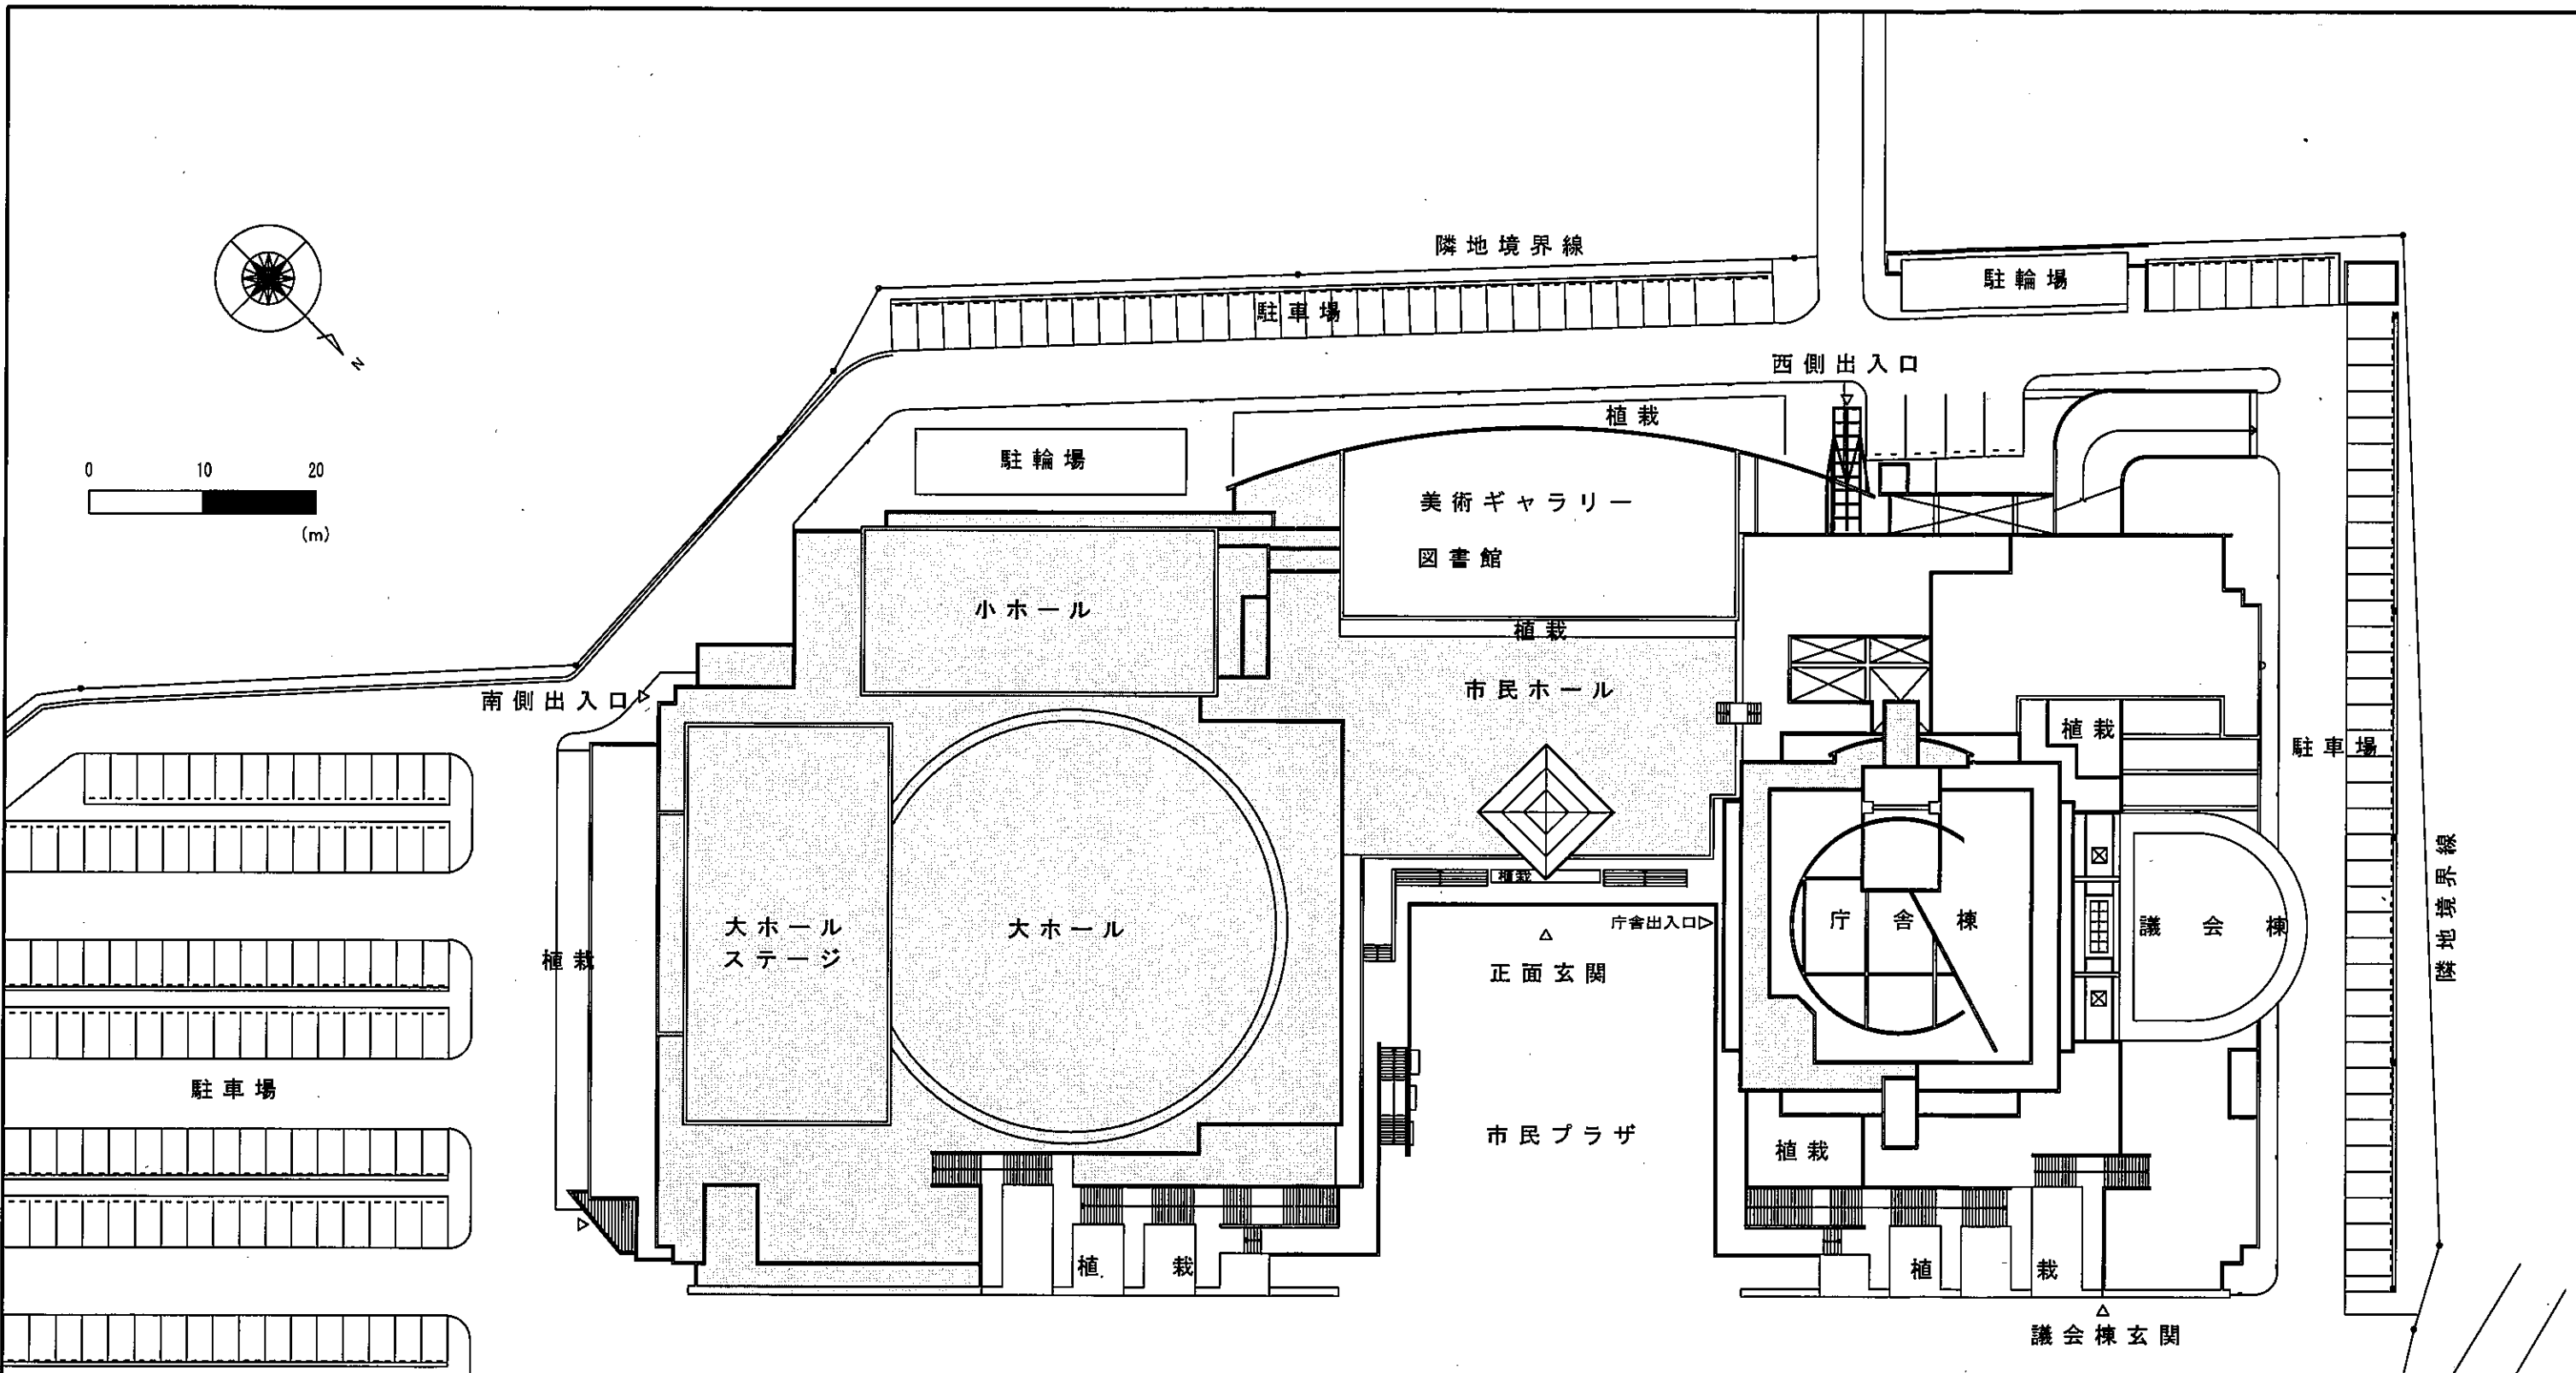 隣地境界線
駐輪場
駐車場
西側出入口
N
植栽
駐輪場
0 10 20
(m)
美術ギャラリー
図書館
小ホール
植栽
市民ホール
南側出入口
植栽
駐車場
隣地境界線
植栽
庁舎出入口
大ホール
ステージ
大ホール
庁舎棟
議会棟
植栽
正面玄関
駐車場
市民プラザ
植栽
植栽
植栽
議会棟玄関